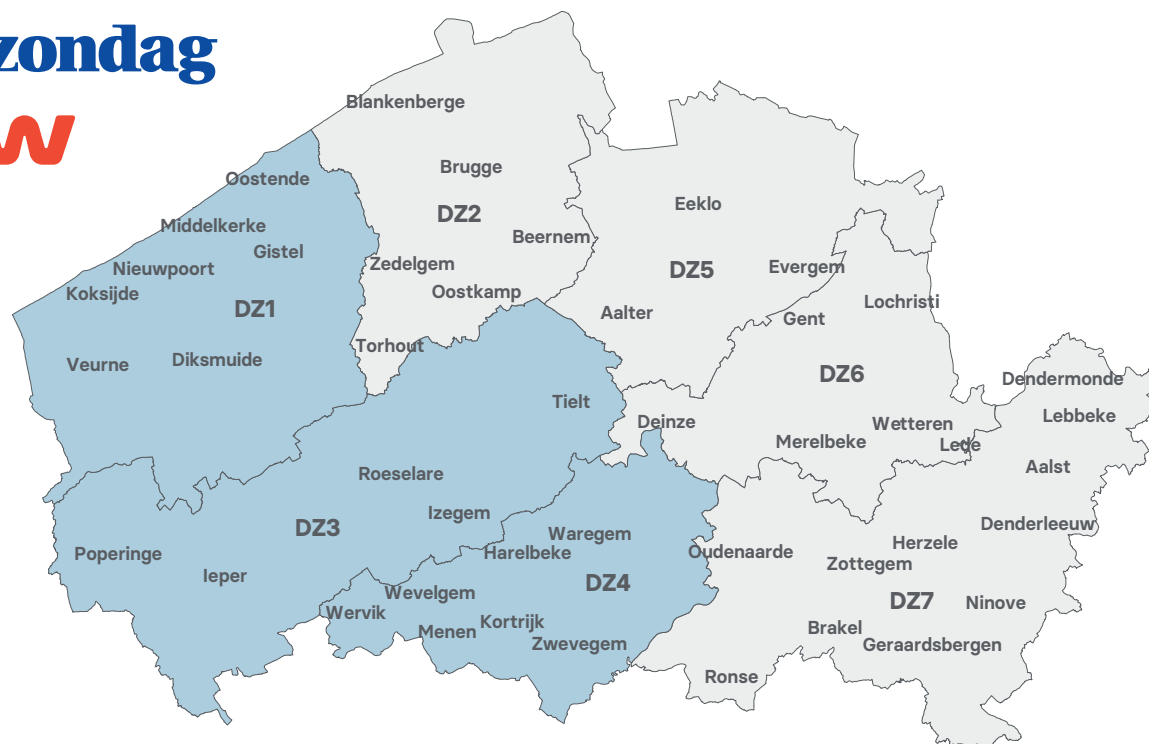 zondag
w
Blankenberge
Brugge
Oostende
DZ2
Eeklo
Middelkerke
Beernem
Gistel
Zedelgem
Nieuwpoort
DZ5
Evergem
Koksijde
Oostkamp
Lochristi
DZ1
Aalter
Gent
Torhout
Veurne
Diksmuide
DZ6
Dendermonde
Tielt
Lebbeke
Deinze
Wetteren
Merelbeke
Lede
Aalst
Roeselare
Izegem
DZ3
Denderleeuw
Waregem
Herzele
Poperinge
Harelbeke
Oudenaarde
Zottegem
Ieper
DZ4
Wevelgem
DZ7
Ninove
Wervik
Kortrijk
Menen
Brakel
Zwevegem
Geraardsbergen
Ronse